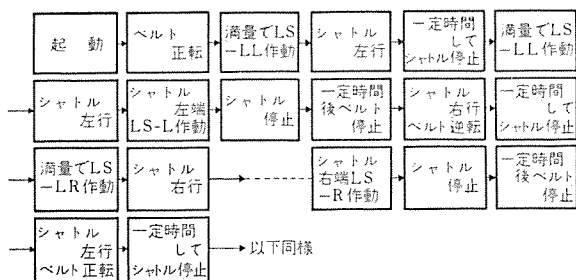 起動
ベルト
正転
満量でLS
−LL作動
シャトル
左行
一定時間
して
シャトル停止
満量でLS
−LL作動
シャトル
左行
シャトル
左端
LS-L作動
シャトル
停止
一定時間
後ベルト
停止
シャトル
右行
ベルト逆転
一定時間
して
シャトル停止
満量でLS
−LR作動
シャトル
右行
シャトル
右端LS
−R作動
シャトル
停止
一定時間
後ベルト
停止
シャトル
左行
ベルト正転
一定時間
して
シャトル停止
以下同様